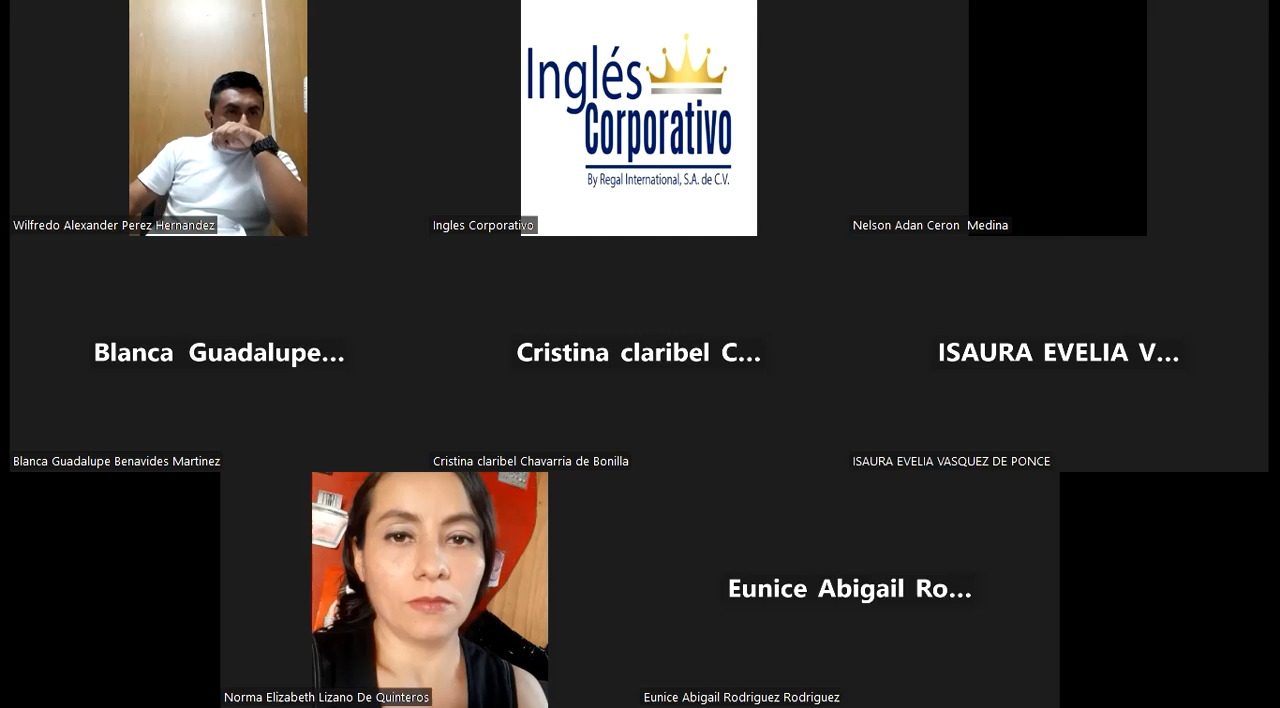 Inglés
Corporativo
By Regal International, S.A. de C.V.
Wilfredo Alexander Perez Hernandez
Ingles Corporativo
Nelson Adan Ceron Medina
Blanca Guadalupe...
Cristina claribel C...
ISAURA EVELIA V...
Blanca Guadalupe Benavides Martinez
Cristina claribel Chavarria de Bonilla
ISAURA EVELIA VASQUEZ DE PONCE
Eunice Abigail Ro...
Norma Elizabeth Lizano De Quinteros
Eunice Abigail Rodriguez Rodriguez